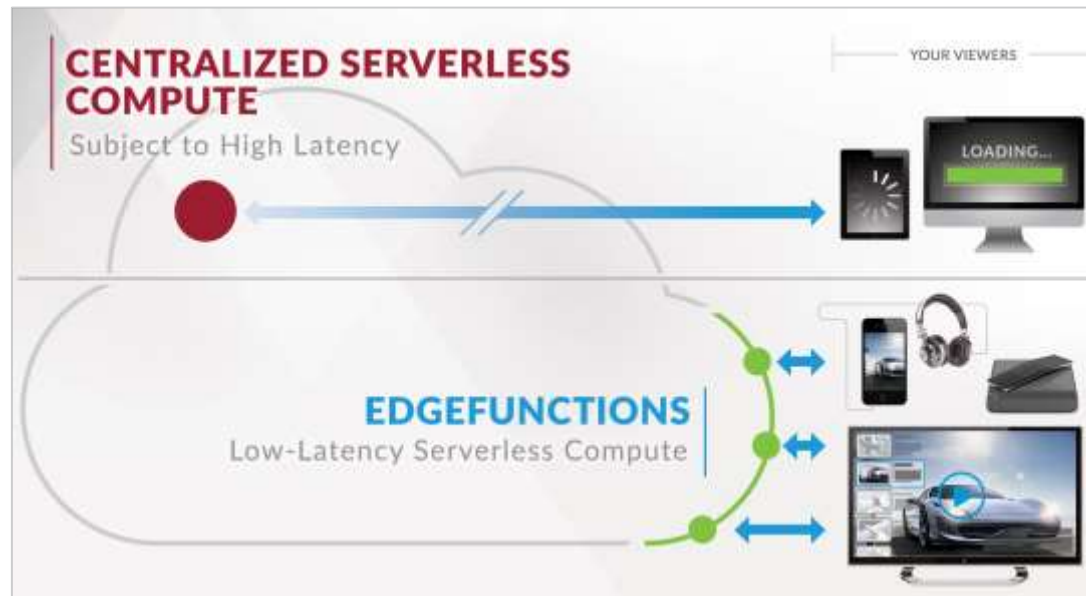 CENTRALIZED SERVERLESS
COMPUTE
Subject to High Latency
YOUR VIEWERS
LOADING...
EDGEFUNCTIONS
Low-Latency Serverless Compute